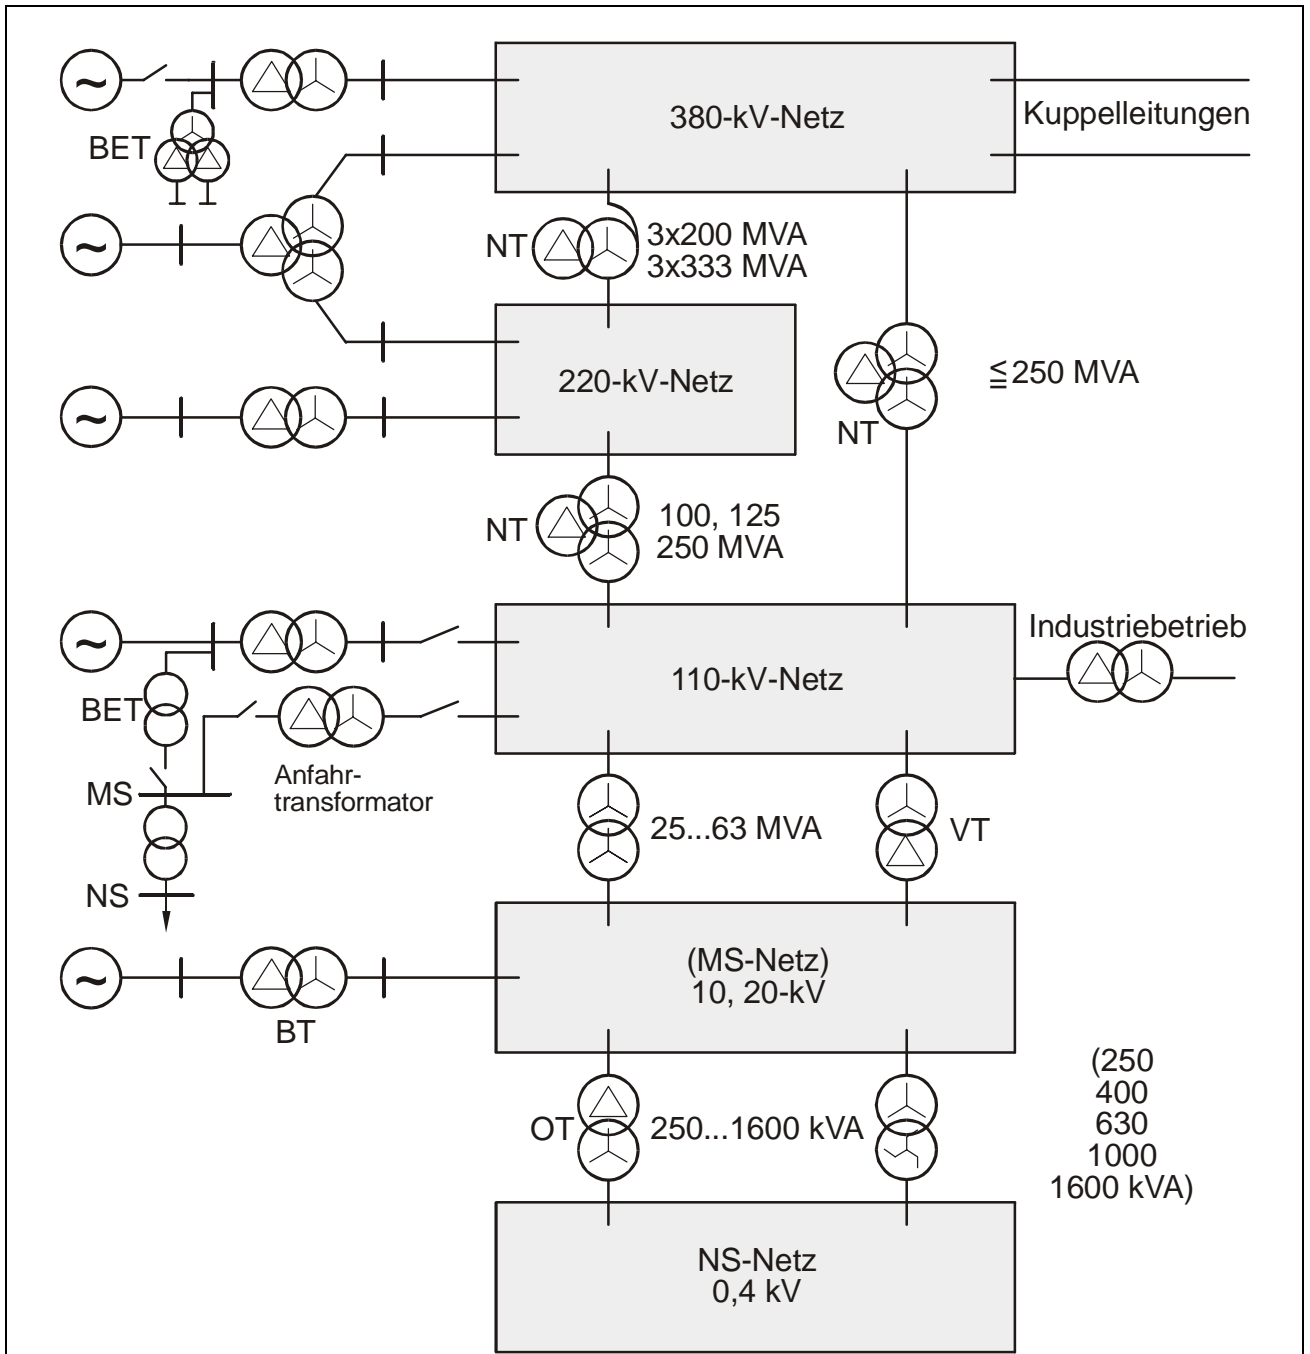 ~
380-kV-Netz
Kuppelleitungen
BET
~
NT
3x200 MVA
3x333 MVA
220-kV-Netz
≦ 250 MVA
~
NT
NT
100, 125
250 MVA
~
110-kV-Netz
Industriebetrieb
BET
Anfahr-
transformator
MS
25...63 MVA
VT
NS
~
BT
(MS-Netz)
10, 20-kV
OT
250...1600 kVA
(250
400
630
1000
1600 kVA)
NS-Netz
0,4 kV